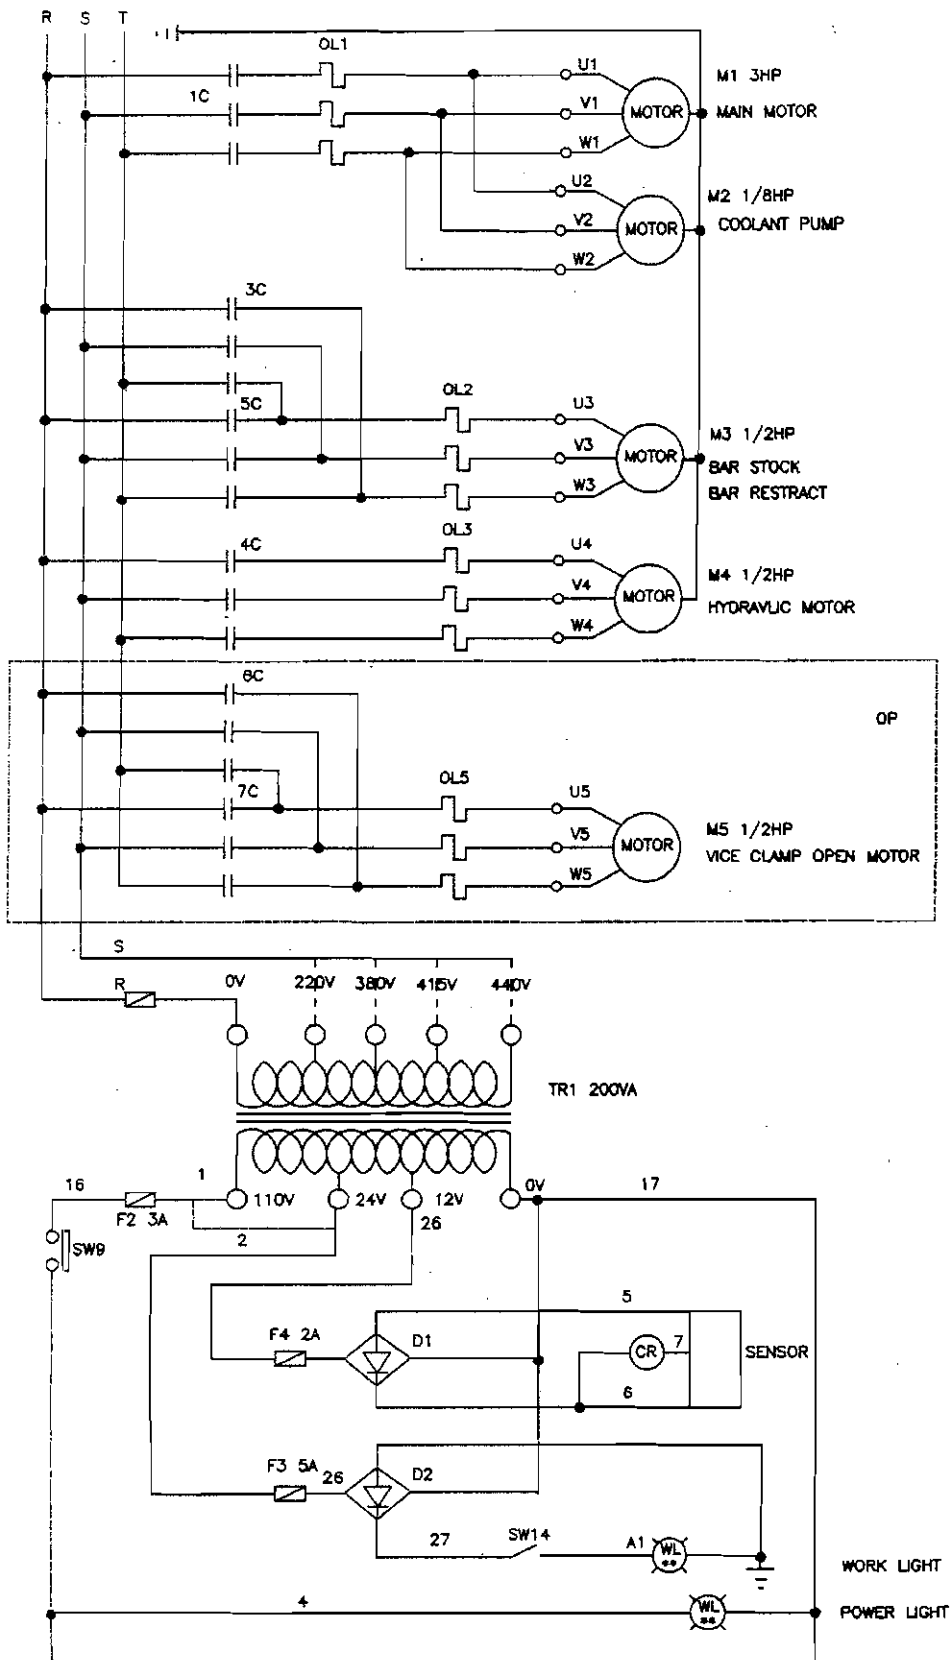 R S T
OL1
U1
M1 3HP
1C
V1
MOTOR
MAIN MOTOR
W1
U2
M2 1/8HP
V2
MOTOR
COOLANT PUMP
W2
3C
OL2
5C
U3
M3 1/2HP
V3
MOTOR
BAR STOCK
W3
BAR RESTRACT
OL3
4C
U4
M4 1/2HP
V4
MOTOR
HYDRAVLIC MOTOR
W4
6C
OP
OL5
7C
U5
M5 1/2HP
V5
MOTOR
VICE CLAMP OPEN MOTOR
W5
S
R
0V 220V 380V 415V 440V
TR1 200VA
16
1
0V
17
110V
24V
12V
F2 3A
2
26
SW9
5
F4 2A
D1
CR
7
SENSOR
6
F3 5A
26
D2
27
SW14
A1
WL
**
WORK LIGHT
4
WL
**
POWER LIGHT